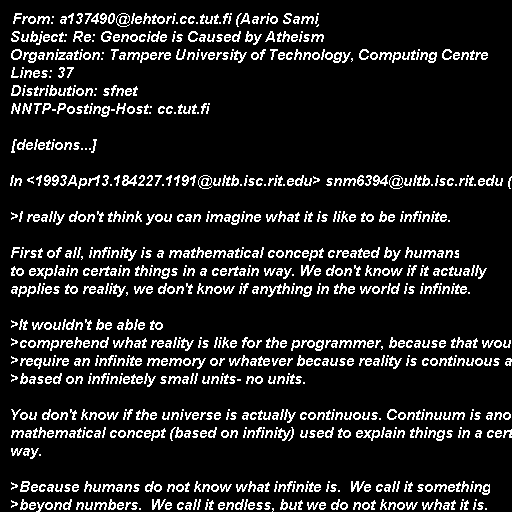 From: a137490@lehtori.cc.tut.fi (Aario Sami)
Subject: Re: Genocide is Caused by Atheism
Organization: Tampere University of Technology, Computing Centre
Lines: 37
Distribution: sfnet
NNTP-Posting-Host: cc.tut.fi
[deletions...]
In <1993Apr13.184227.1191@ultb.isc.rit.edu> snm6394@ultb.isc.rit.edu (
>I really don't think you can imagine what it is like to be infinite.
First of all, infinity is a mathematical concept created by humans
to explain certain things in a certain way. We don't know if it actually
applies to reality, we don't know if anything in the world is infinite.
>It wouldn't be able to
>comprehend what reality is like for the programmer, because that wou
>require an infinite memory or whatever because reality is continuous a
>based on infinietely small units- no units.
You don't know if the universe is actually continuous. Continuum is ano
mathematical concept (based on infinity) used to explain things in a cert
way.
>Because humans do not know what infinite is.  We call it something
>beyond numbers.  We call it endless, but we do not know what it is.